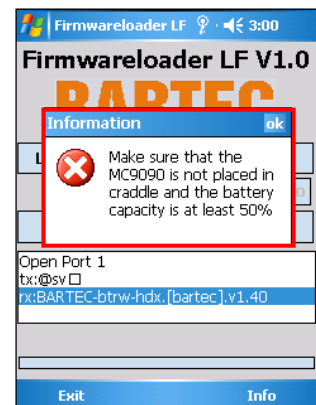 Firmwareloader LF 3:00
Firmwareloader LF V1.0
BARTEC
Information ok
L
Make sure that the
MC9090 is not placed in
craddle and the battery
capacity is at least 50%
Open Port 1
tx:@sv□
rx:BARTEC-btrw-hdx.[bartec].v1.40
Exit Info